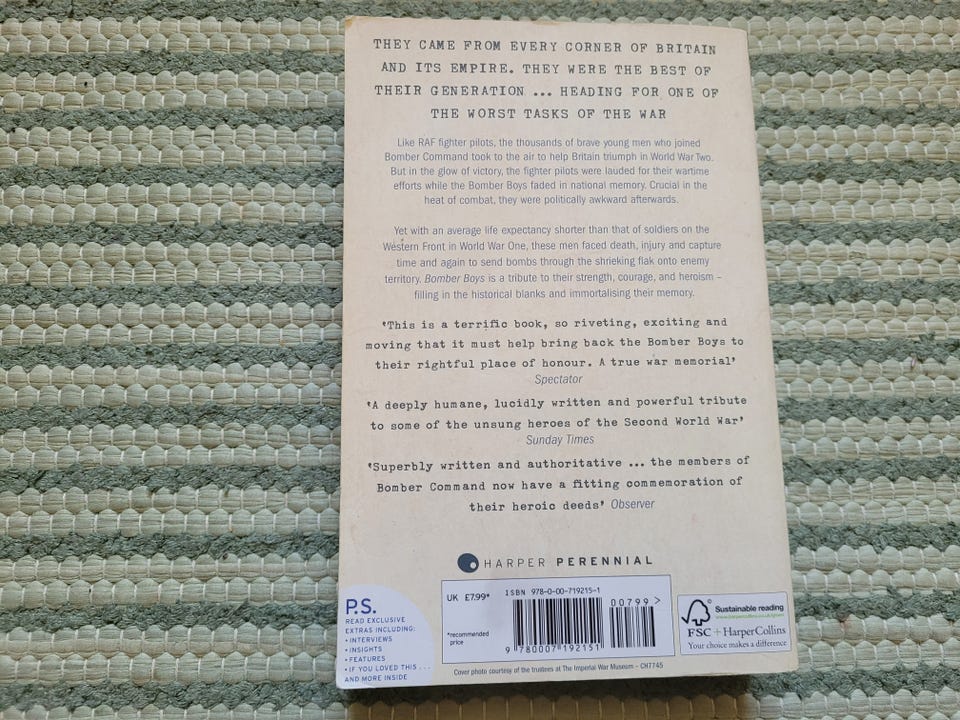 THEY CAME FROM EVERY CORNER OF BRITAIN
AND ITS EMPIRE. THEY WERE THE BEST OF
THEIR GENERATION ... HEADING FOR ONE OF
THE WORST TASKS OF THE WAR
Like RAF fighter pilots, the thousands of brave young men who joined
Bomber Command took to the air to help Britain triumph in World War Two.
But in the glow of victory, the fighter pilots were lauded for their wartime
efforts while the Bomber Boys faded in national memory. Crucial in the
heat of combat, they were politically awkward afterwards.
Yet with an average life expectancy shorter than that of soldiers on the
Western Front in World War One, these men faced death, injury and capture
time and again to send bombs through the shrieking flak onto enemy
territory. Bomber Boys is a tribute to their strength, courage, and heroism –
filling in the historical blanks and immortalising their memory.
'This is a terrific book, so riveting, exciting and
moving that it must help bring back the Bomber Boys to
their rightful place of honour. A true war memorial'
Spectator
'A deeply humane, lucidly written and powerful tribute
to some of the unsung heroes of the Second World War'
Sunday Times
'Superbly written and authoritative ... the members of
Bomber Command now have a fitting commemoration of
their heroic deeds' Observer
HARPER PERENNIAL
P.S.
READ EXCLUSIVE
EXTRAS INCLUDING:
• INTERVIEWS
• INSIGHTS
• FEATURES
• IF YOU LOVED THIS ...
AND MORE INSIDE
UK £7.99*
*recommended
price
ISBN 978-0-00-719215-1
00799 >
9 780007 192151
Sustainable reading
FSC + HarperCollins
Your choice makes a difference
Cover photo courtesy of the trustees at The Imperial War Museum - CH7745